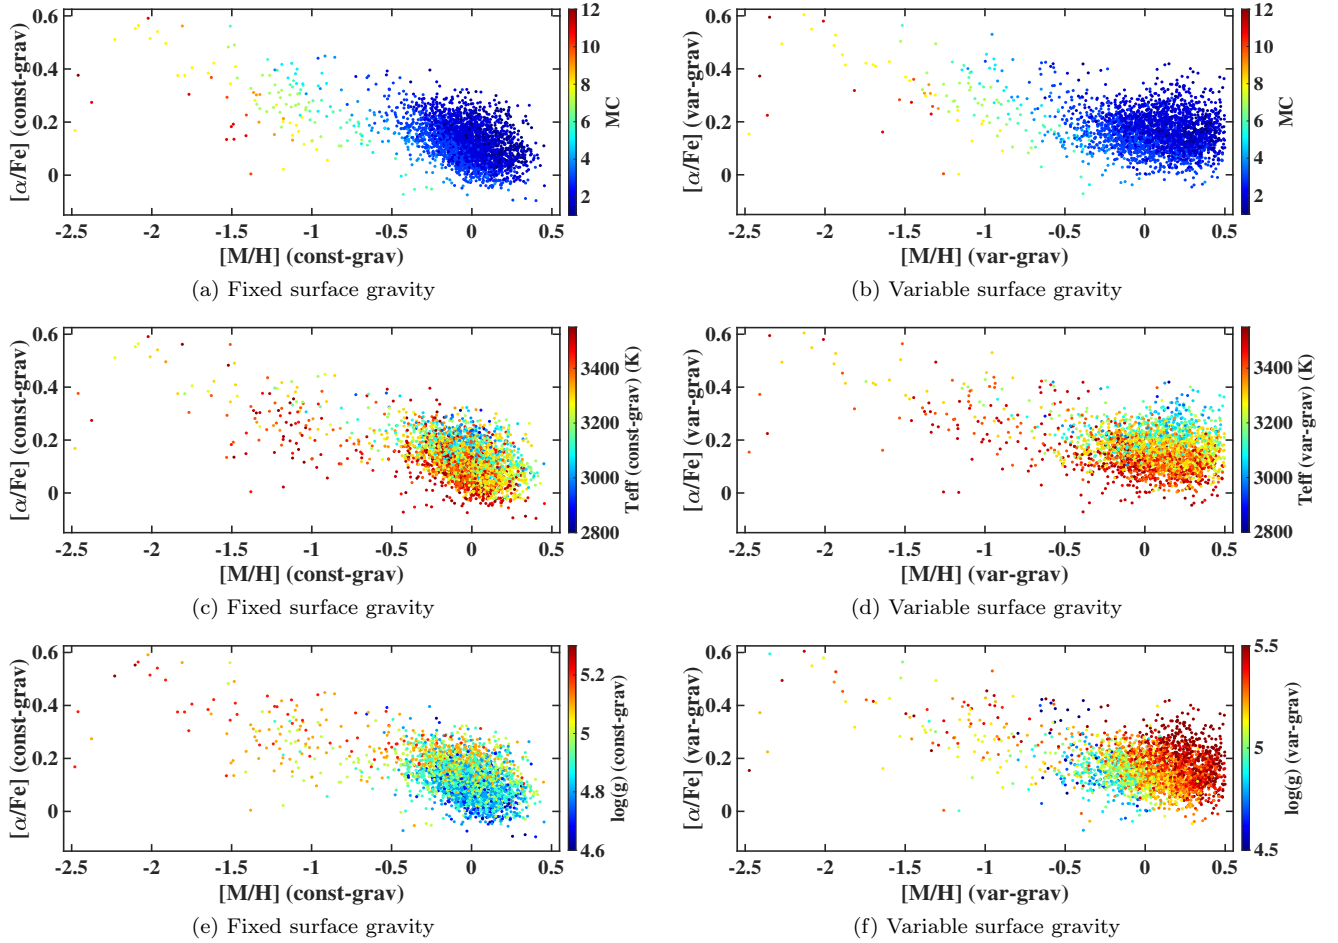 0.6
0.4
0.2
0
[α/Fe] (const-grav)
-2.5 -2 -1.5 -1 -0.5 0 0.5
[M/H] (const-grav)
12
10
8
6
4
2
MC
(a) Fixed surface gravity
0.6
0.4
0.2
0
[α/Fe] (var-grav)
-2.5 -2 -1.5 -1 -0.5 0 0.5
[M/H] (var-grav)
12
10
8
6
4
2
MC
(b) Variable surface gravity
0.6
0.4
0.2
0
[α/Fe] (const-grav)
-2.5 -2 -1.5 -1 -0.5 0 0.5
[M/H] (const-grav)
3400
3200
3000
2800
Teff (const-grav) (K)
(c) Fixed surface gravity
0.6
0.4
0.2
0
[α/Fe] (var-grav)
-2.5 -2 -1.5 -1 -0.5 0 0.5
[M/H] (var-grav)
3400
3200
3000
2800
Teff (var-grav) (K)
(d) Variable surface gravity
0.6
0.4
0.2
0
[α/Fe] (const-grav)
-2.5 -2 -1.5 -1 -0.5 0 0.5
[M/H] (const-grav)
5.2
5
4.8
4.6
log(g) (const-grav)
(e) Fixed surface gravity
0.6
0.4
0.2
0
[α/Fe] (var-grav)
-2.5 -2 -1.5 -1 -0.5 0 0.5
[M/H] (var-grav)
5.5
5
4.5
log(g) (var-grav)
(f) Variable surface gravity